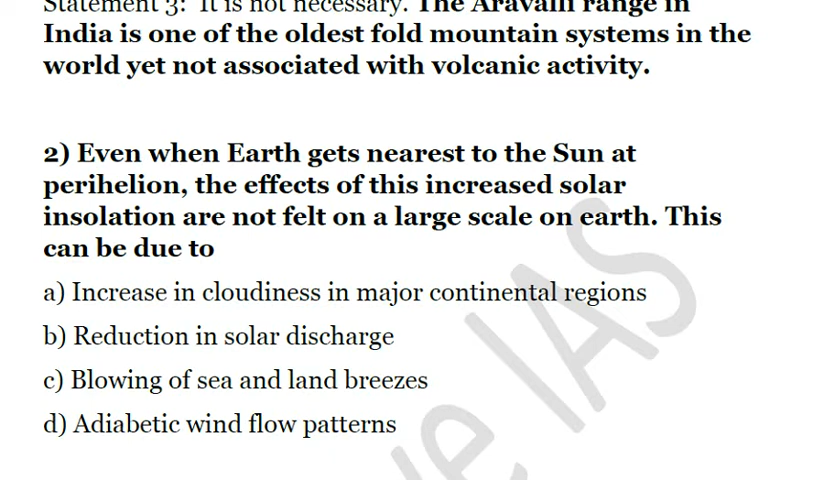 Statement 3:  It is not necessary. The Aravalli range in
India is one of the oldest fold mountain systems in the
world yet not associated with volcanic activity.
2) Even when Earth gets nearest to the Sun at
perihelion, the effects of this increased solar
insolation are not felt on a large scale on earth. This
can be due to
a) Increase in cloudiness in major continental regions
b) Reduction in solar discharge
c) Blowing of sea and land breezes
d) Adiabetic wind flow patterns
ve IAS